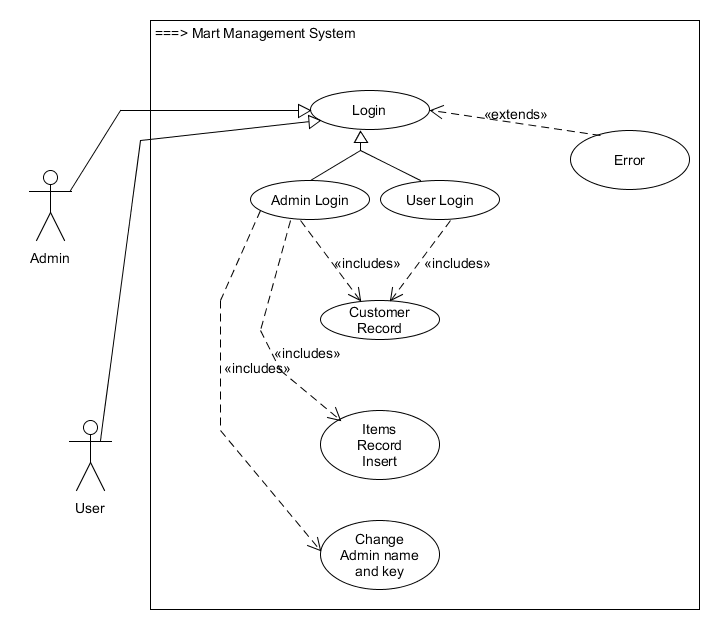 ===> Mart Management System
Login
«extends»
Error
Admin Login
User Login
Admin
«includes»
«includes»
Customer
Record
«includes»
«includes»
Items
Record
Insert
User
Change
Admin name
and key